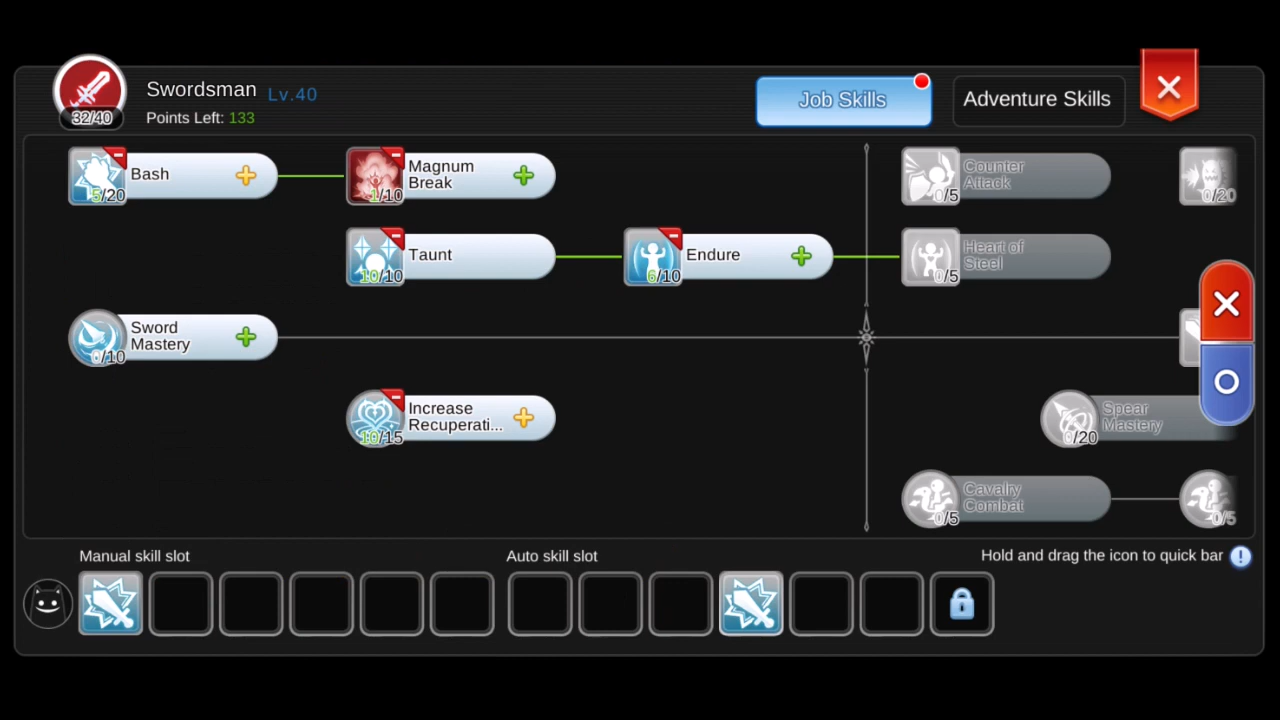 Swordsman Lv.40
32/40
Points Left: 133
Job Skills
Adventure Skills
Bash
5/20
Magnum
Break
1/10
Counter
Attack
0/5
0/20
Taunt
10/10
Endure
6/10
Heart of
Steel
0/5
Sword
Mastery
0/10
Increase
Recuperati...
10/15
Spear
Mastery
0/20
Cavalry
Combat
0/5
0/5
Manual skill slot
Auto skill slot
Hold and drag the icon to quick bar